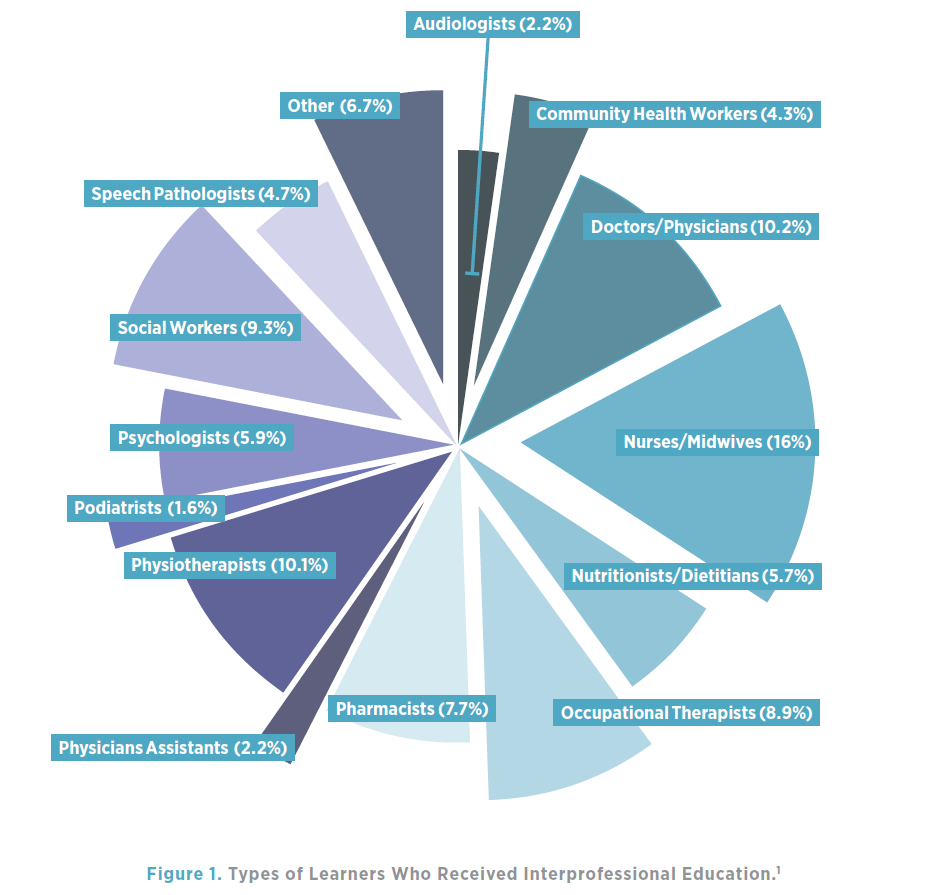 Audiologists (2.2%)
Other (6.7%)
Community Health Workers (4.3%)
Speech Pathologists (4.7%)
Doctors/Physicians (10.2%)
Social Workers (9.3%)
Psychologists (5.9%)
Nurses/Midwives (16%)
Podiatrists (1.6%)
Physiotherapists (10.1%)
Nutritionists/Dietitians (5.7%)
Pharmacists (7.7%)
Occupational Therapists (8.9%)
Physicians Assistants (2.2%)
Figure 1. Types of Learners Who Received Interprofessional Education.¹